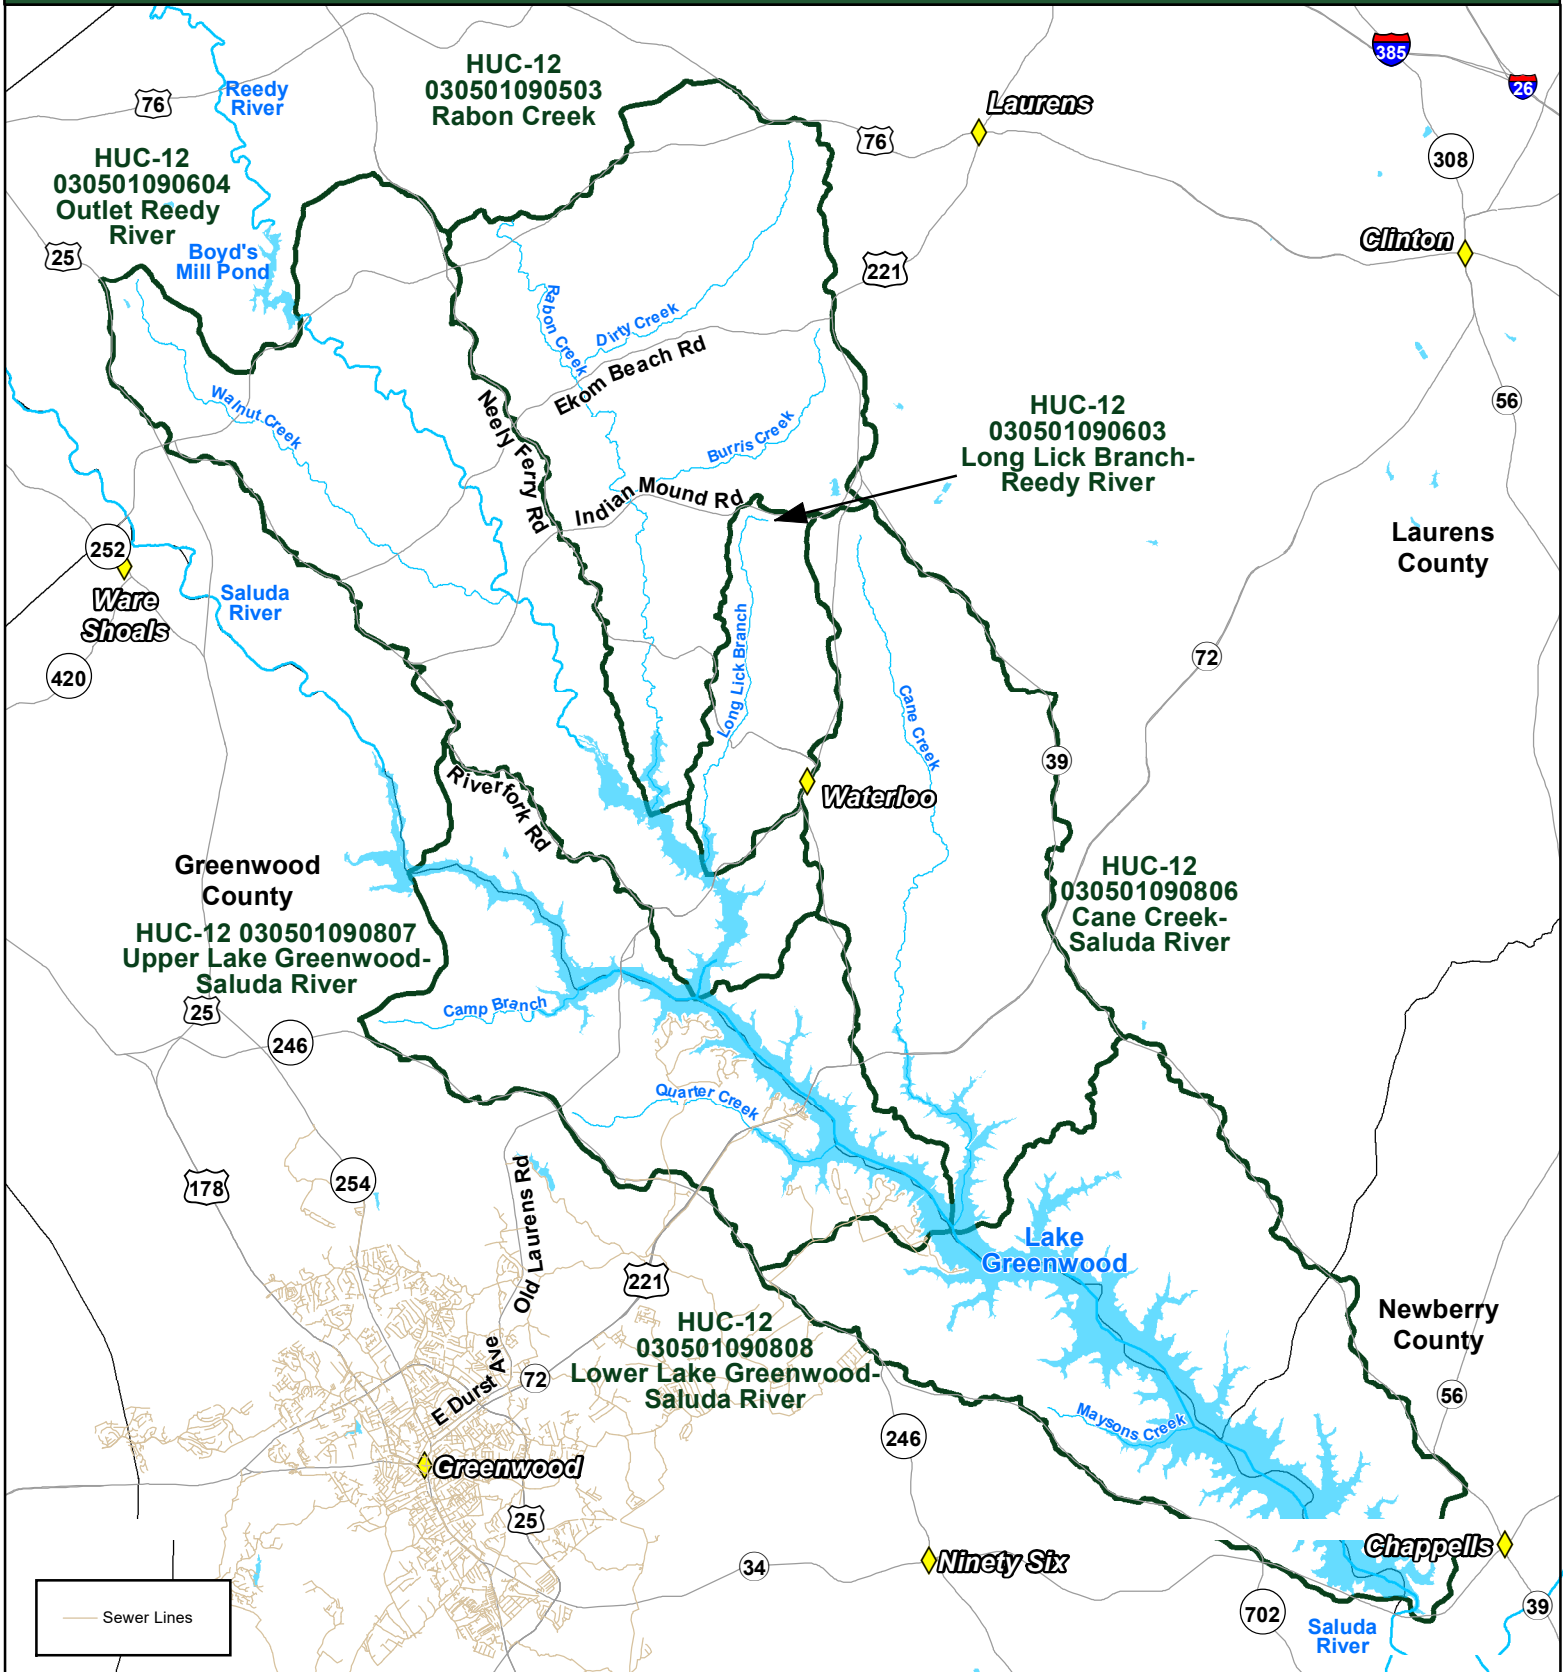 HUC-12
030501090503
Rabon Creek
385
26
Reedy
River
76
Laurens
76
308
HUC-12
030501090604
Outlet Reedy
River
25
Boyd's
Mill Pond
Clinton
221
Rabon Creek
Dirty Creek
Ekom Beach Rd
Walnut Creek
Neely Ferry Rd
Burris Creek
56
HUC-12
030501090603
Long Lick Branch-
Reedy River
Indian Mound Rd
Laurens
County
252
Ware
Shoals
Saluda
River
420
Long Lick Branch
Cane Creek
72
39
Riverfork Rd
Waterloo
Greenwood
County
HUC-12
030501090806
Cane Creek-
Saluda River
HUC-12 030501090807
Upper Lake Greenwood-
Saluda River
25
Camp Branch
246
Quarter Creek
178
254
Old Laurens Rd
Lake
Greenwood
221
HUC-12
030501090808
Lower Lake Greenwood-
Saluda River
Newberry
County
E Durst Ave
72
56
Maysons Creek
246
Greenwood
25
Chappells
34
Ninety Six
702
39
Saluda
River
Sewer Lines